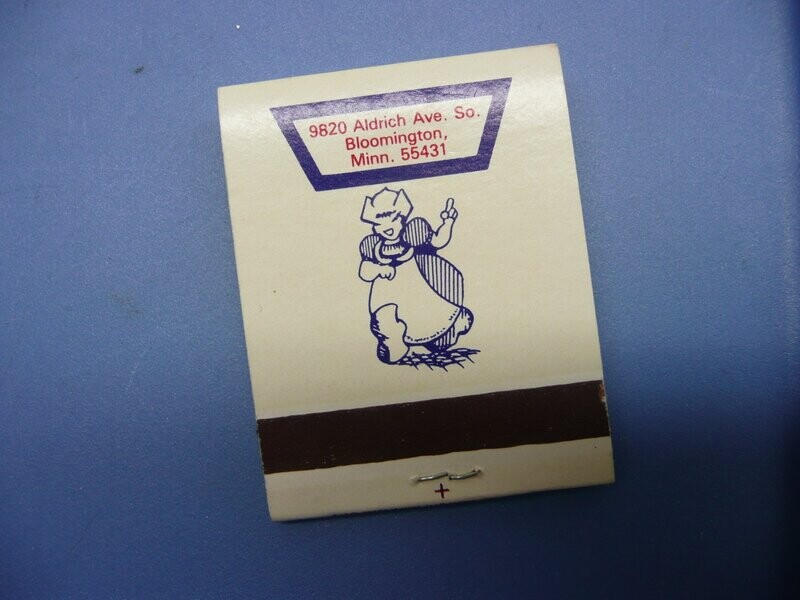 9820 Aldrich Ave. So.
Bloomington,
Minn. 55431
+